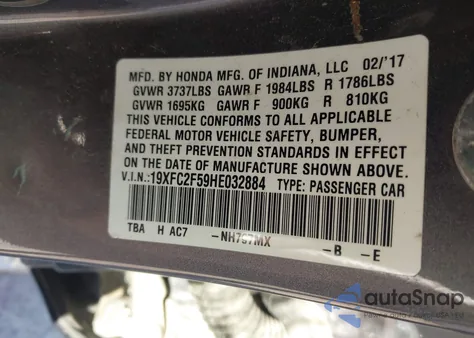 MFD. BY HONDA MFG. OF INDIANA, LLC 02/'17
GVWR 3737LBS GAWR F 1984LBS R 1786LBS
GVWR 1695KG GAWR F 900KG R 810KG
THIS VEHICLE CONFORMS TO ALL APPLICABLE
FEDERAL MOTOR VEHICLE SAFETY, BUMPER,
AND THEFT PREVENTION STANDARDS IN EFFECT
ON THE DATE OF MANUFACTURE SHOWN ABOVE.
V.I.N.:19XFC2F59HE032884 TYPE: PASSENGER CAR
TBA H AC7 -NH797MX -B -E
autoSnap